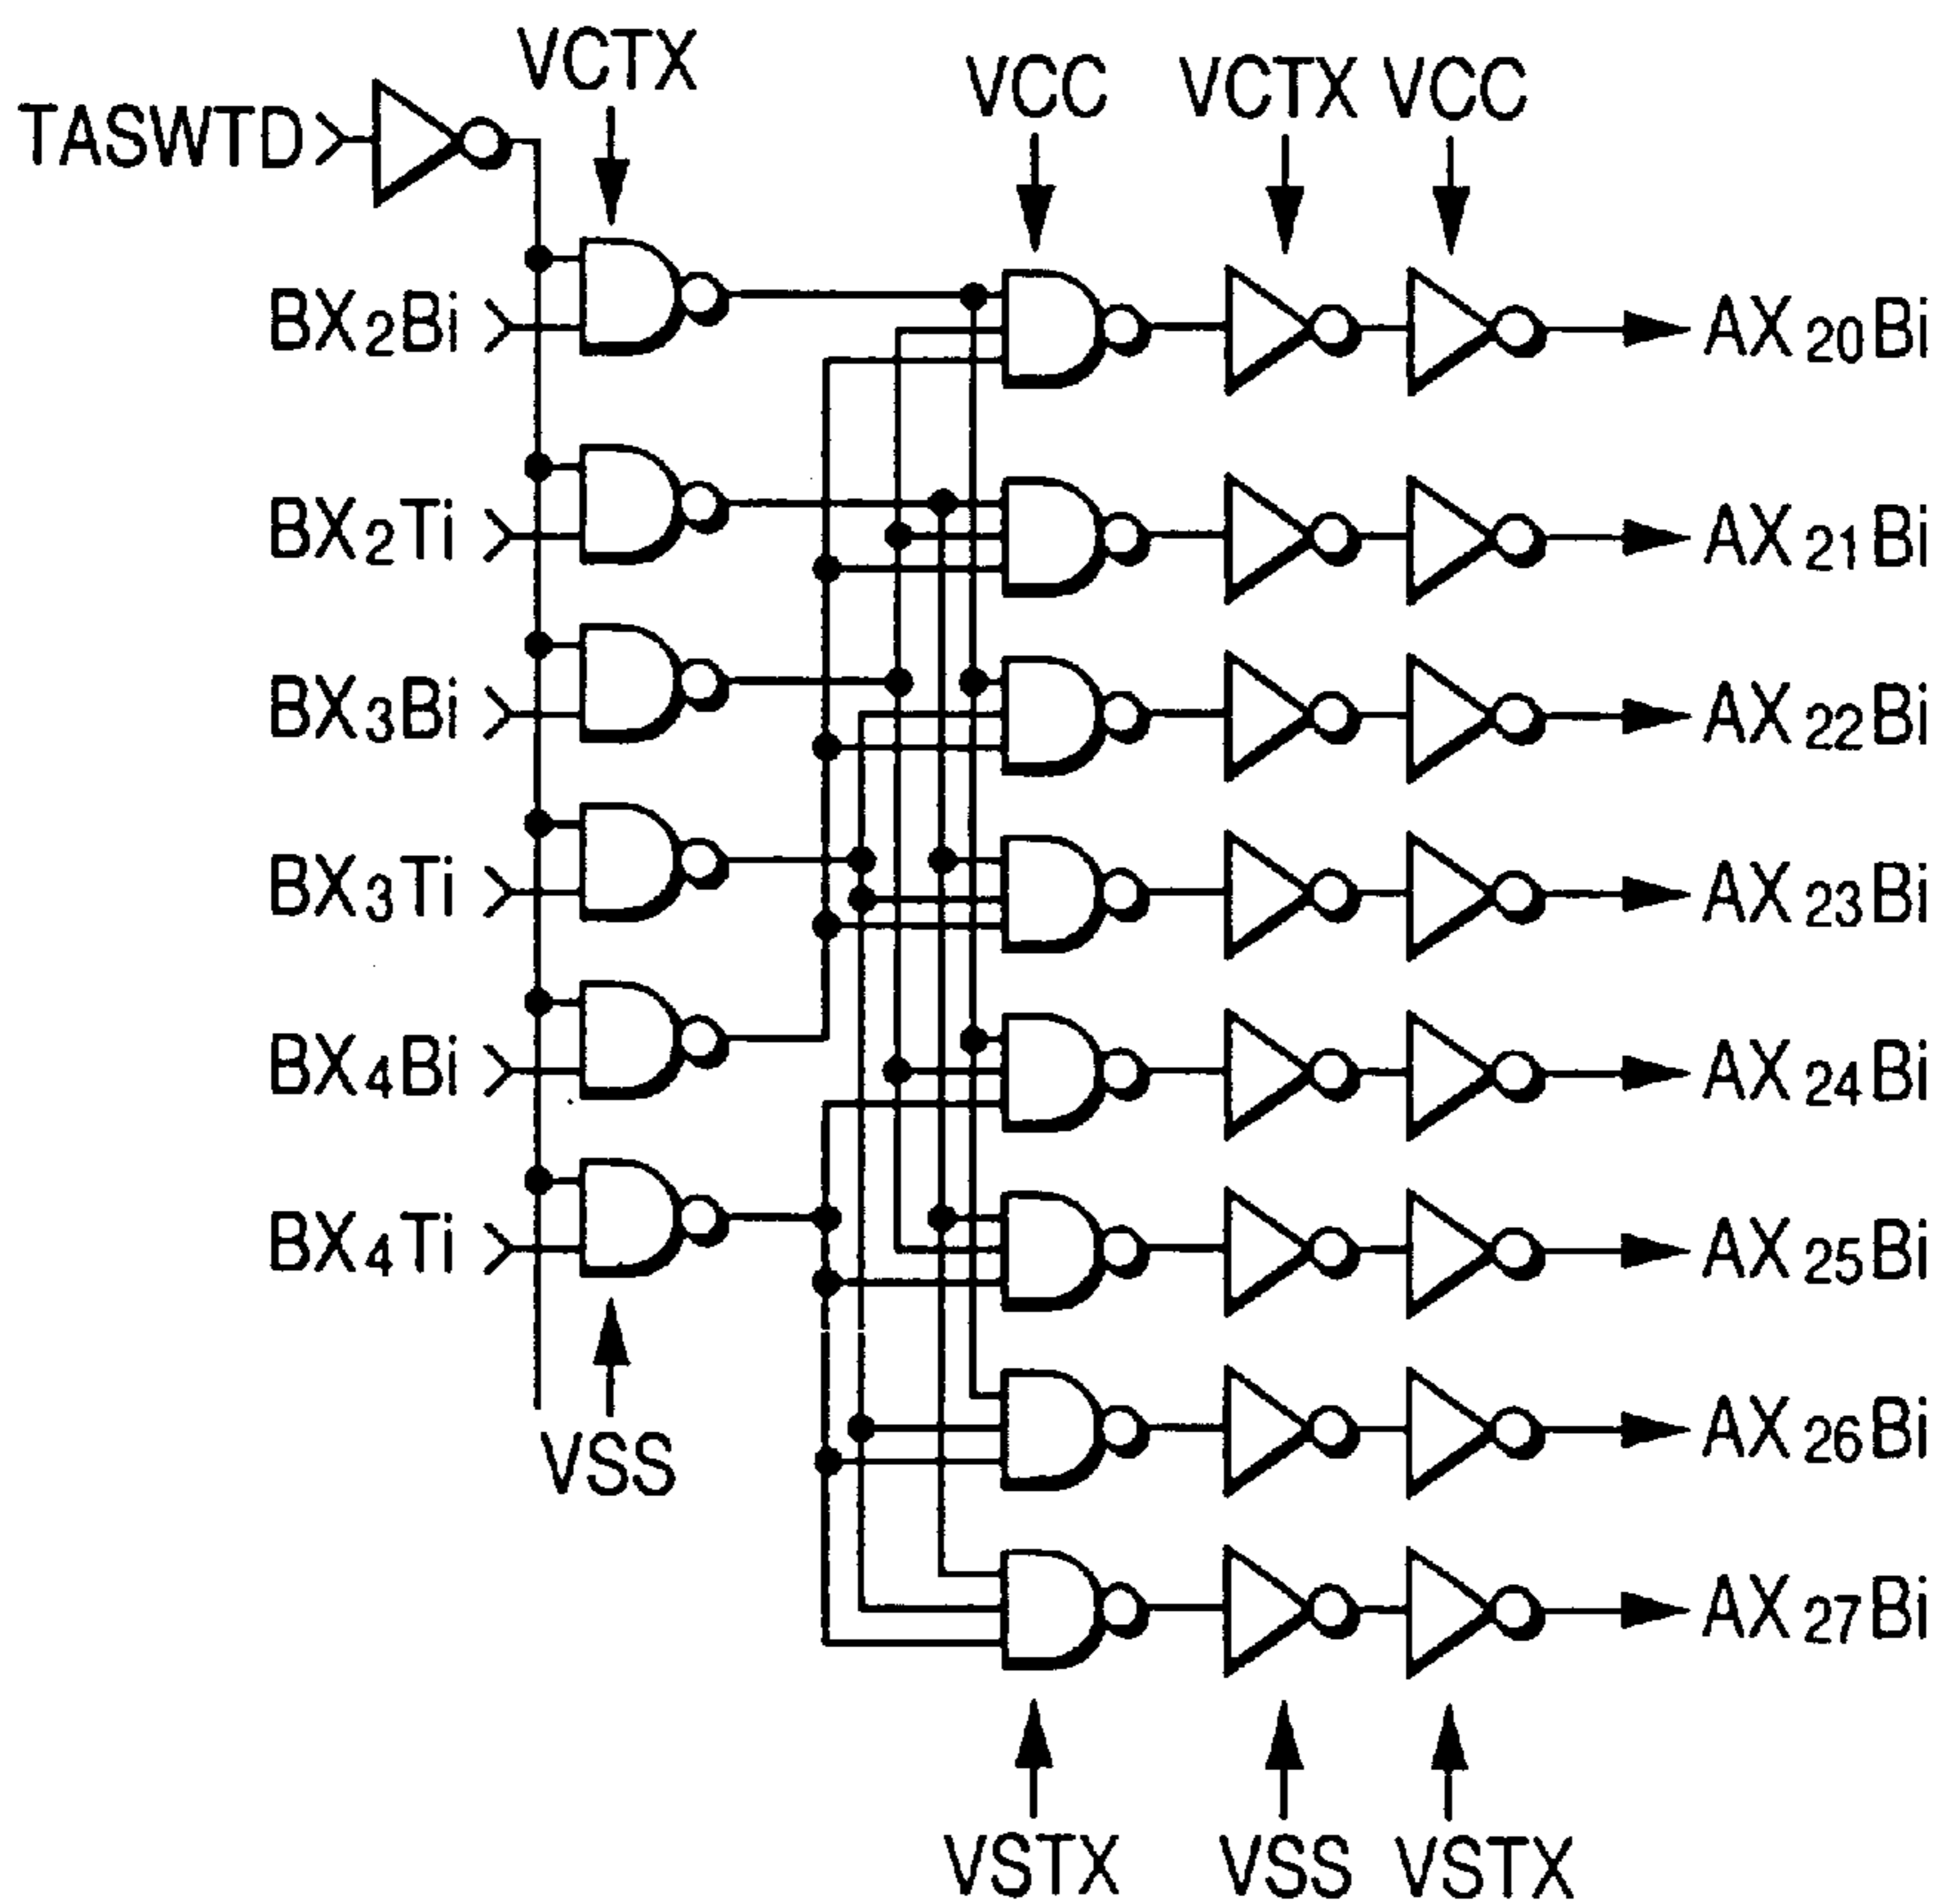 VCTX
VCC VCTX VCC
TASWTD
BX2Bi AX20Bi
BX2Ti AX21Bi
BX3Bi AX22Bi
BX3Ti AX23Bi
BX4Bi AX24Bi
BX4Ti AX25Bi
VSS AX26Bi
AX27Bi
VSTX VSS VSTX